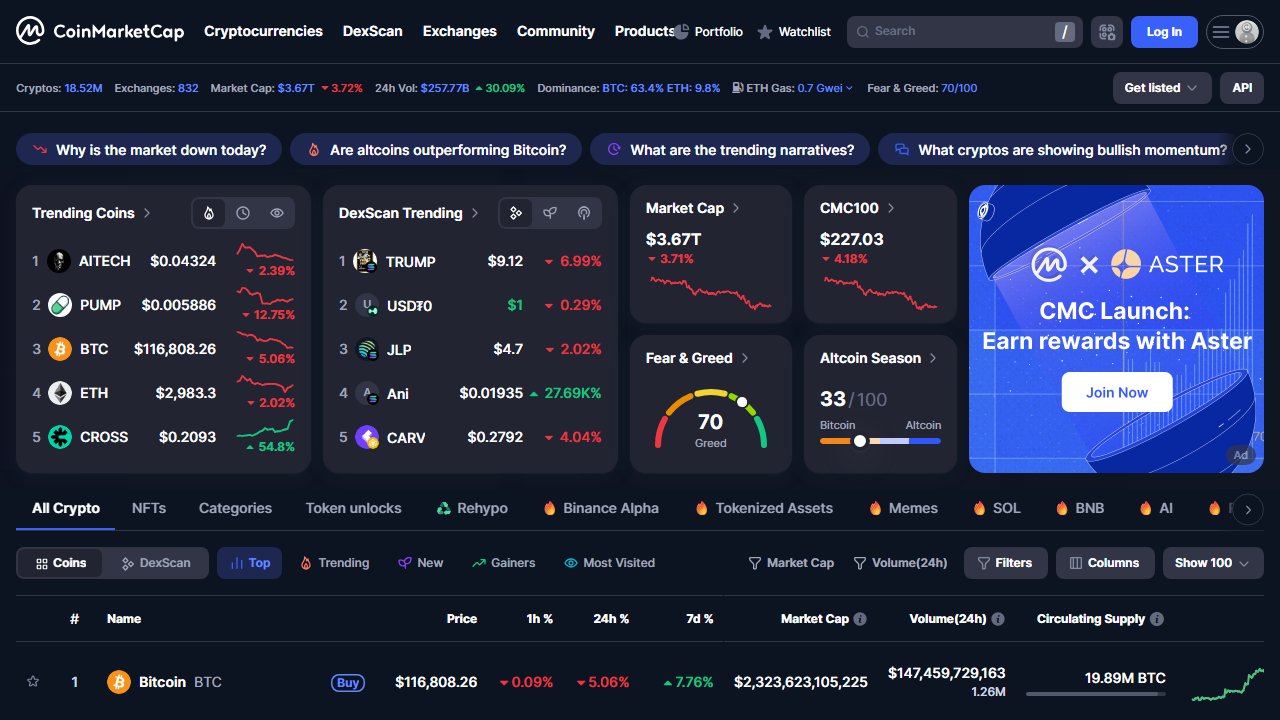 CoinMarketCap Cryptocurrencies DexScan Exchanges Community Products Portfolio Watchlist Search / Log In
Cryptos: 18.52M Exchanges: 832 Market Cap: $3.67T 3.72% 24h Vol: $257.77B 30.09% Dominance: BTC: 63.4% ETH: 9.8% ETH Gas: 0.7 Gwei Fear & Greed: 70/100 Get listed API
Why is the market down today? Are altcoins outperforming Bitcoin? What are the trending narratives? What cryptos are showing bullish momentum?
Trending Coins
1 AITECH $0.04324 2.39%
2 PUMP $0.005886 12.75%
3 BTC $116,808.26 5.06%
4 ETH $2,983.3 2.02%
5 CROSS $0.2093 54.8%
DexScan Trending
1 TRUMP $9.12 6.99%
2 USD₮0 $1 0.29%
3 JLP $4.7 2.02%
4 Ani $0.01935 27.69K%
5 CARV $0.2792 4.04%
Market Cap
$3.67T
3.71%
CMC100
$227.03
4.18%
Fear & Greed
70
Greed
Altcoin Season
33/100
Bitcoin Altcoin
ASTER
CMC Launch:
Earn rewards with Aster
Join Now
Ad
All Crypto NFTs Categories Token unlocks Rehypo Binance Alpha Tokenized Assets Memes SOL BNB AI
Coins DexScan Top Trending New Gainers Most Visited Market Cap Volume(24h) Filters Columns Show 100
# Name Price 1h % 24h % 7d % Market Cap Volume(24h) Circulating Supply
1 Bitcoin BTC Buy $116,808.26 0.09% 5.06% 7.76% $2,323,623,105,225 $147,459,729,163 19.89M BTC
1.26M